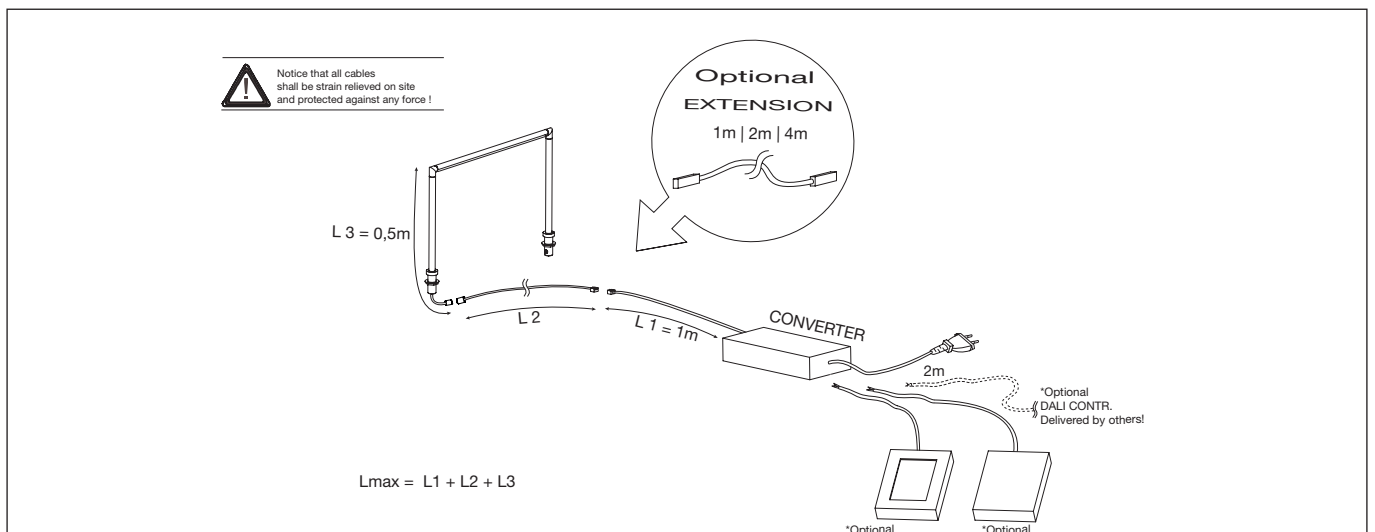 Notice that all cables
shall be strain relieved on site
and protected against any force !
Optional
EXTENSION
1m | 2m | 4m
L 3 = 0,5m
L 2
L 1 = 1m
CONVERTER
2m
*Optional
DALI CONTR.
Delivered by others!
Lmax = L1 + L2 + L3
*Optional
*Optional